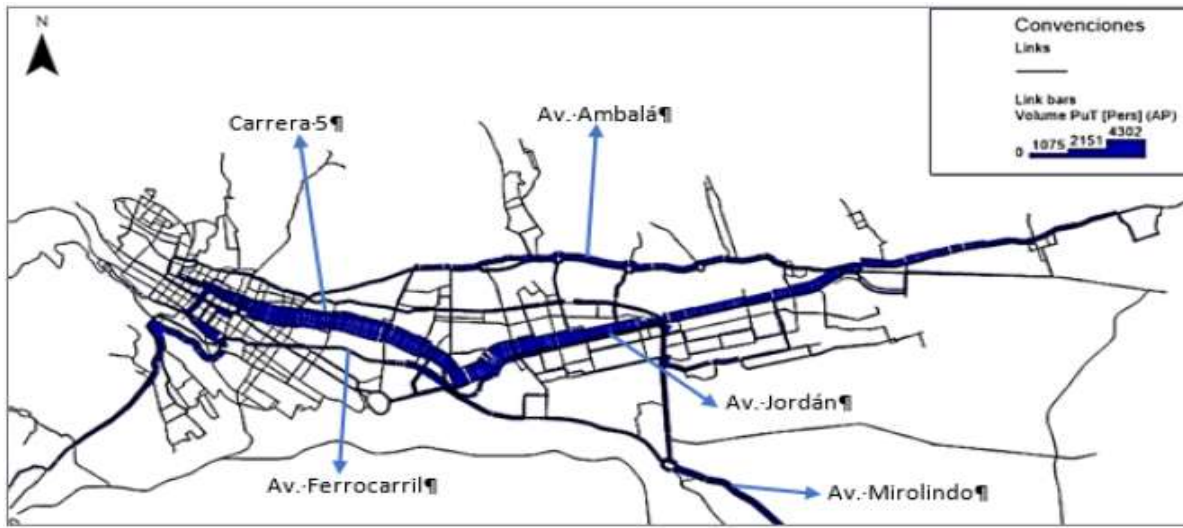 N
Convenciones
Links
Link bars
Volume PuT [Pers] (AP)
0 1075 2151 4302
Carrera·5¶
Av.·Ambalá¶
Av.·Jordán¶
Av.·Ferrocarril¶
Av.·Mirolindo¶